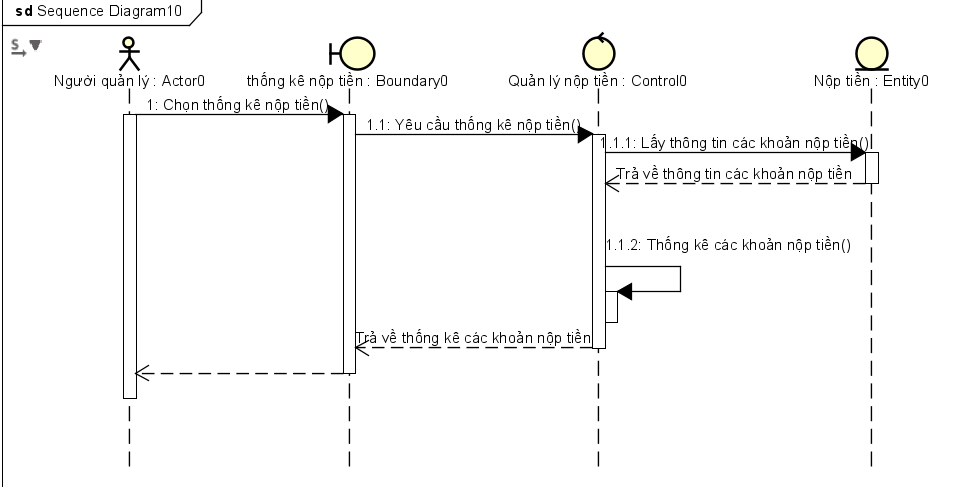 sd Sequence Diagram10
S
Người quản lý : Actor0
thống kê nộp tiền : Boundary0
Quản lý nộp tiền : Control0
Nộp tiền : Entity0
1: Chọn thống kê nộp tiền()
1.1: Yêu cầu thống kê nộp tiền()
1.1.1: Lấy thông tin các khoản nộp tiền()
Trả về thông tin các khoản nộp tiền
1.1.2: Thống kê các khoản nộp tiền()
Trả về thống kê các khoản nộp tiền